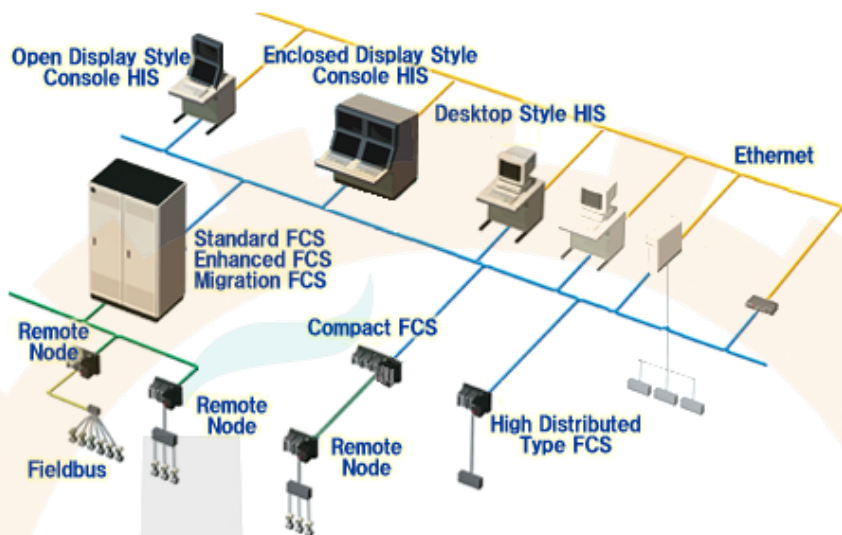 Open Display Style
Console HIS
Enclosed Display Style
Console HIS
Desktop Style HIS
Ethernet
Standard FCS
Enhanced FCS
Migration FCS
Compact FCS
Remote
Node
Remote
Node
Remote
Node
High Distributed
Type FCS
Fieldbus